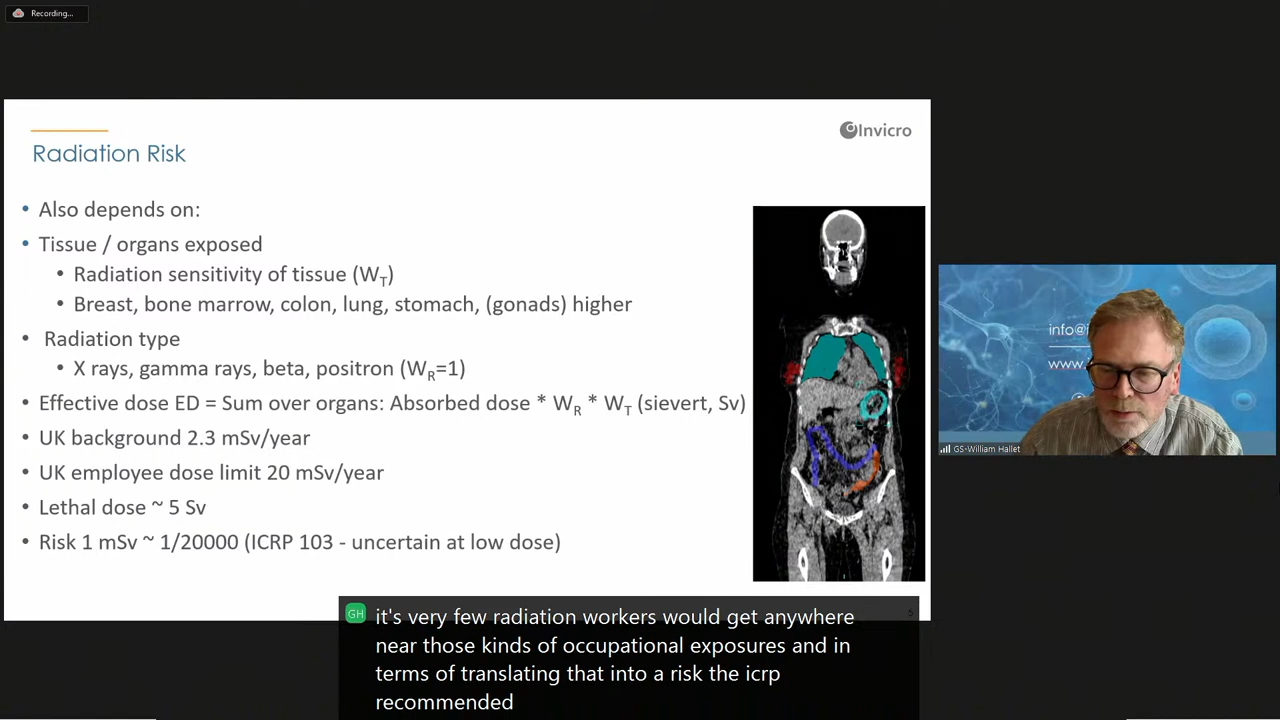 Recording...
Invicro
Radiation Risk
• Also depends on:
• Tissue / organs exposed
• Radiation sensitivity of tissue (WT)
• Breast, bone marrow, colon, lung, stomach, (gonads) higher
• Radiation type
• X rays, gamma rays, beta, positron (WR=1)
• Effective dose ED = Sum over organs: Absorbed dose * WR * WT (sievert, Sv)
• UK background 2.3 mSv/year
• UK employee dose limit 20 mSv/year
• Lethal dose ~ 5 Sv
• Risk 1 mSv ~ 1/20000 (ICRP 103 - uncertain at low dose)
info@
www.
GS-William Hallet
GH it's very few radiation workers would get anywhere
near those kinds of occupational exposures and in
terms of translating that into a risk the icrp
recommended